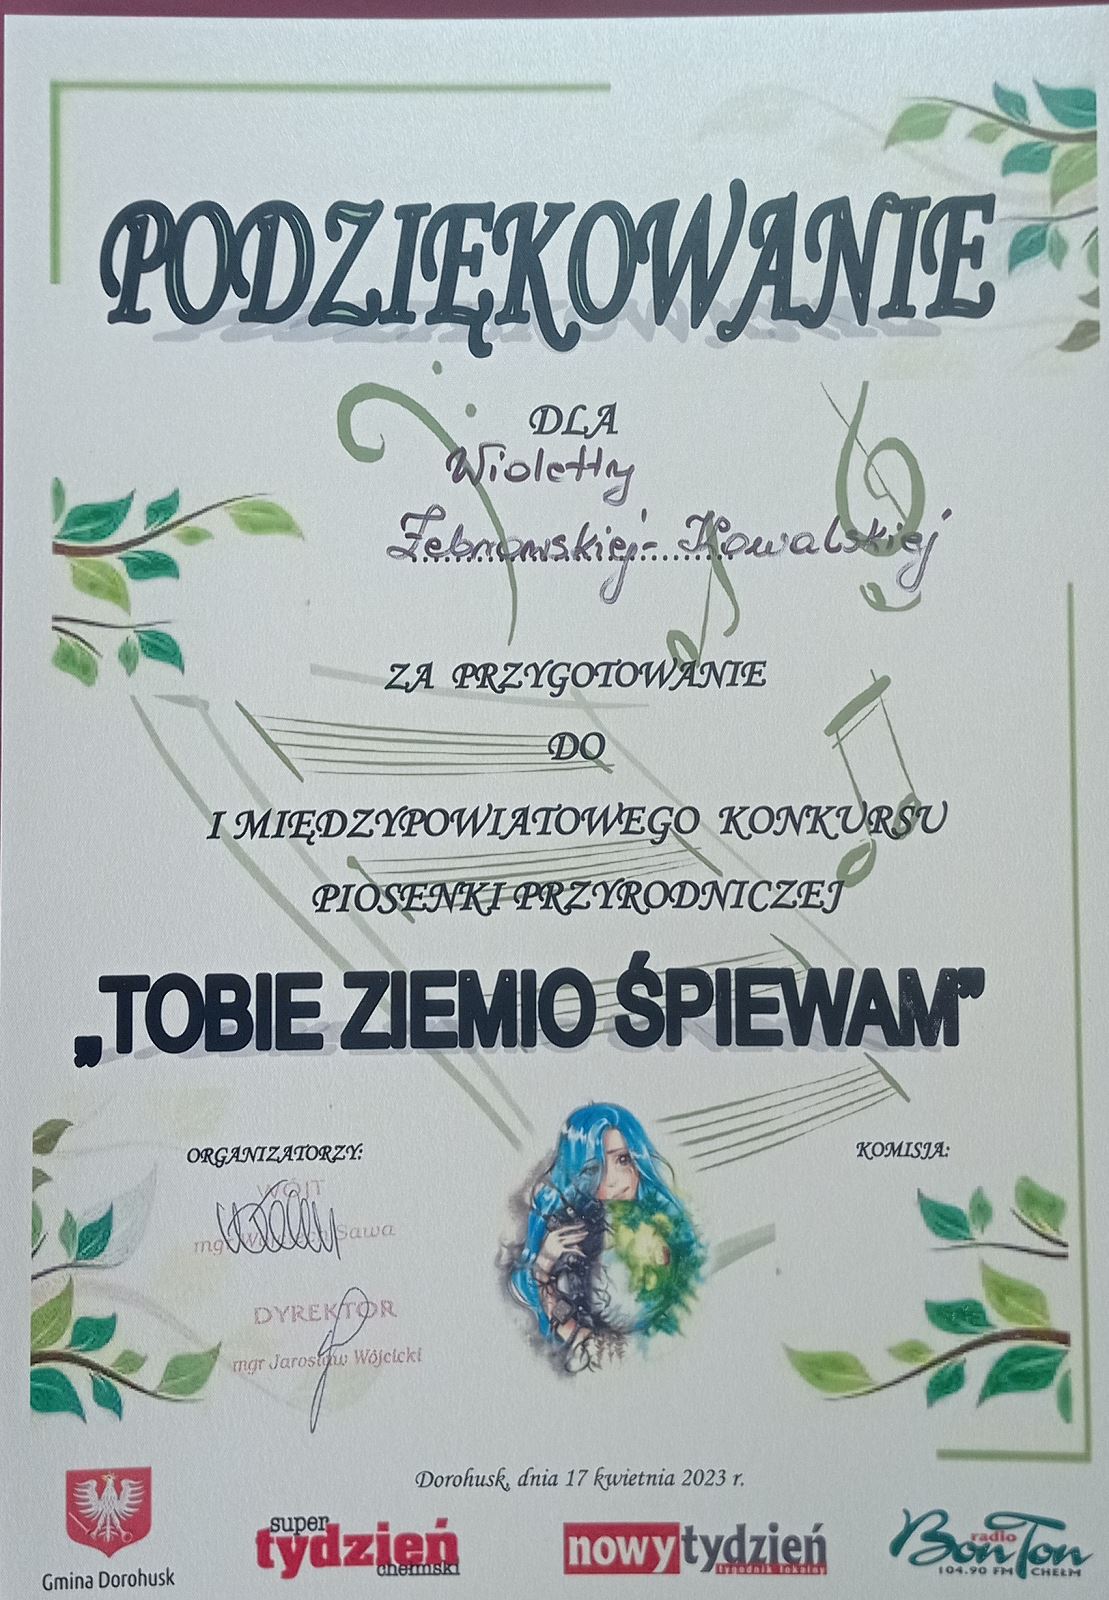 PODZIĘKOWANIE
DLA
Wioletty
Żebrowskiej-Kowalskiej
ZA PRZYGOTOWANIE
DO
I MIĘDZYPOWIATOWEGO KONKURSU
PIOSENKI PRZYRODNICZEJ
„TOBIE ZIEMIO ŚPIEWAM”
ORGANIZATORZY:
KOMISJA:
WÓJT
mgr Sawa
DYREKTOR
mgr Jarosław Wójcicki
Dorohusk, dnia 17 kwietnia 2023 r.
Gmina Dorohusk
super
tydzień
chełmski
nowy tydzień
tygodnik lokalny
radio
Bon Ton
104.90 FM CHEŁM